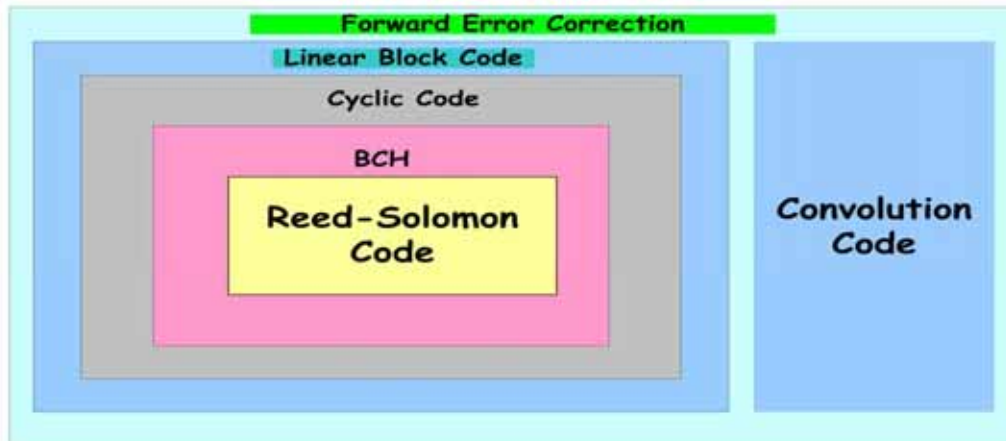 Forward Error Correction
Linear Block Code
Cyclic Code
BCH
Reed-Solomon
Code
Convolution
Code